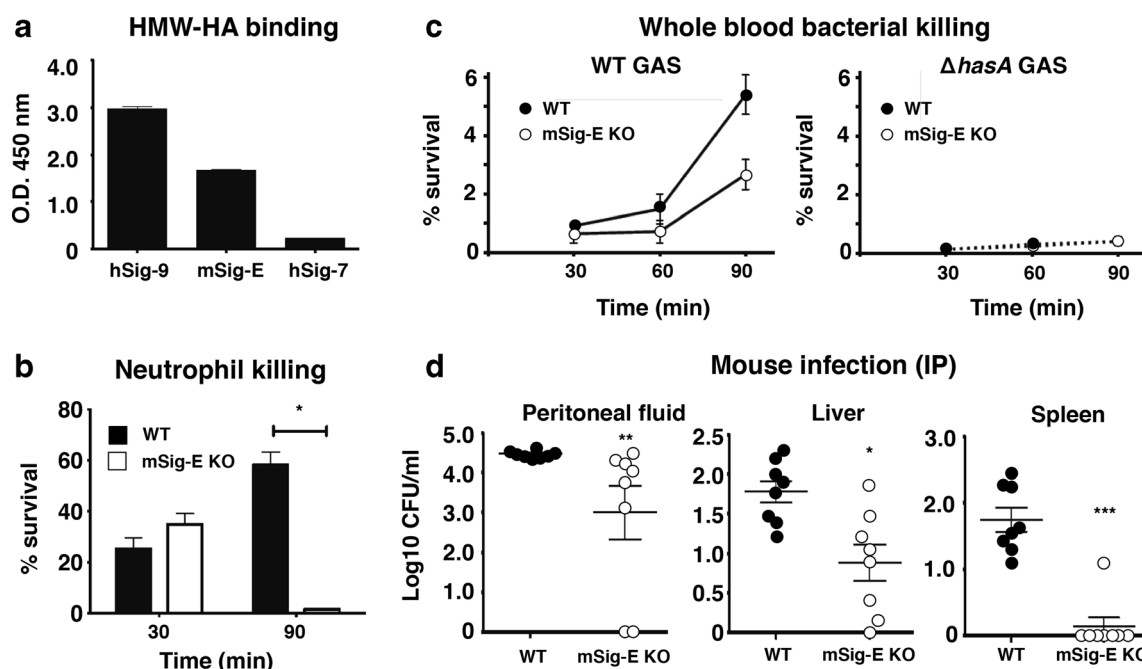 a
HMW-HA binding
O.D. 450 nm
4.0
3.0
2.0
1.0
0
hSig-9
mSig-E
hSig-7
c
Whole blood bacterial killing
WT GAS
% survival
6
4
2
0
WT
mSig-E KO
30
60
90
Time (min)
ΔhasA GAS
% survival
6
4
2
0
WT
mSig-E KO
30
60
90
Time (min)
b
Neutrophil killing
% survival
80
60
40
20
0
WT
mSig-E KO
*
30
90
Time (min)
d
Mouse infection (IP)
Peritoneal fluid
Log10 CFU/ml
5.0
4.0
3.0
2.0
1.0
0
**
WT
mSig-E KO
Liver
2.5
2.0
1.5
1.0
0.5
0
*
WT
mSig-E KO
Spleen
3.0
2.0
1.0
0
***
WT
mSig-E KO